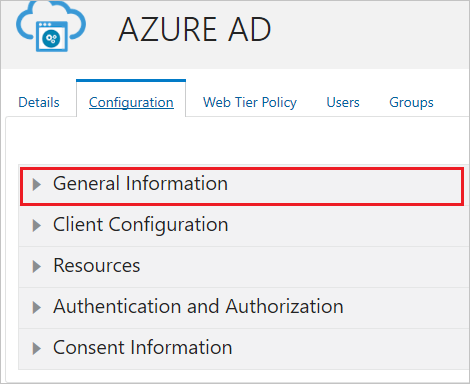 AZURE AD
Details Configuration Web Tier Policy Users Groups
General Information
Client Configuration
Resources
Authentication and Authorization
Consent Information